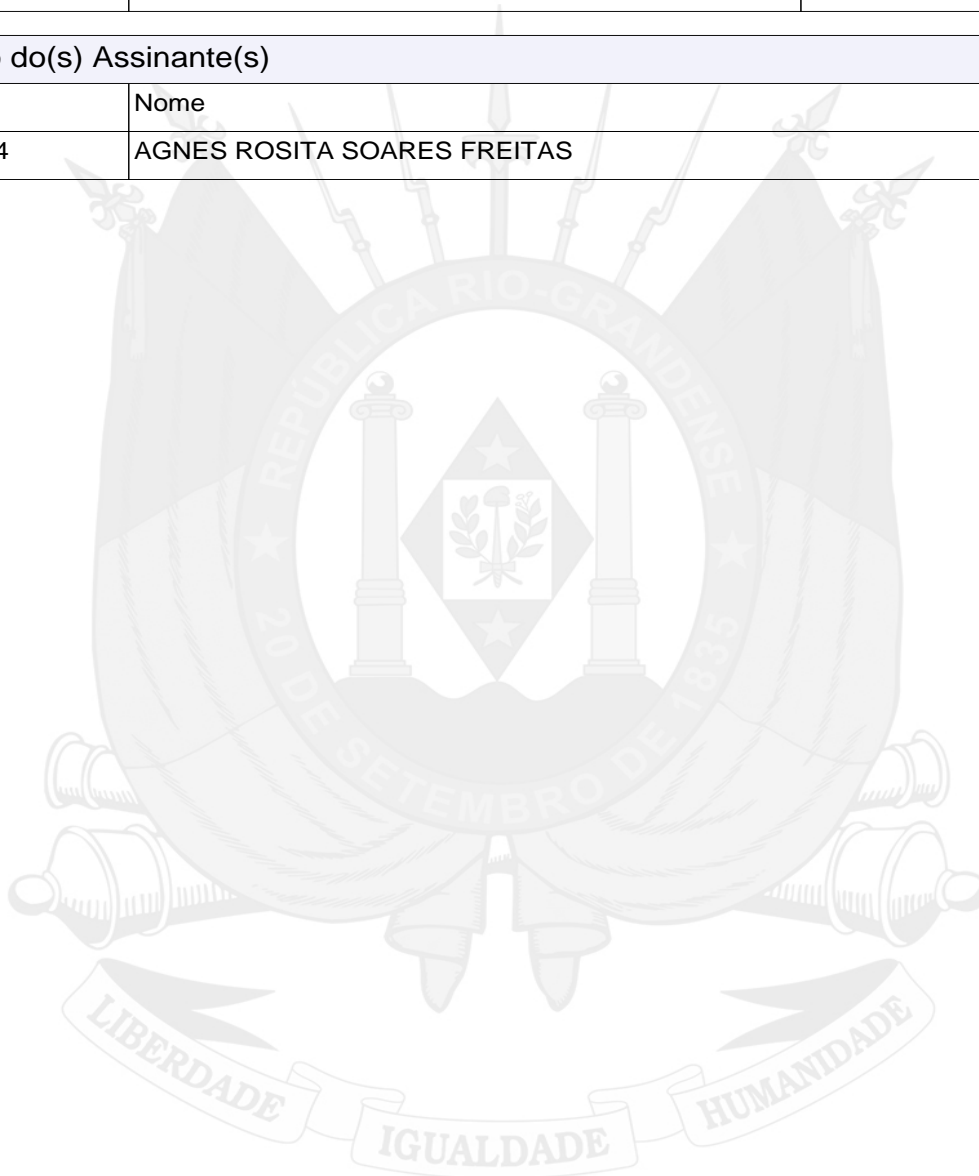 do(s) Assinante(s)
Nome
4 AGNES ROSITA SOARES FREITAS
REPÚBLICA RIO-GRANDENSE
20 DE SETEMBRO DE 1835
LIBERDADE IGUALDADE HUMANIDADE